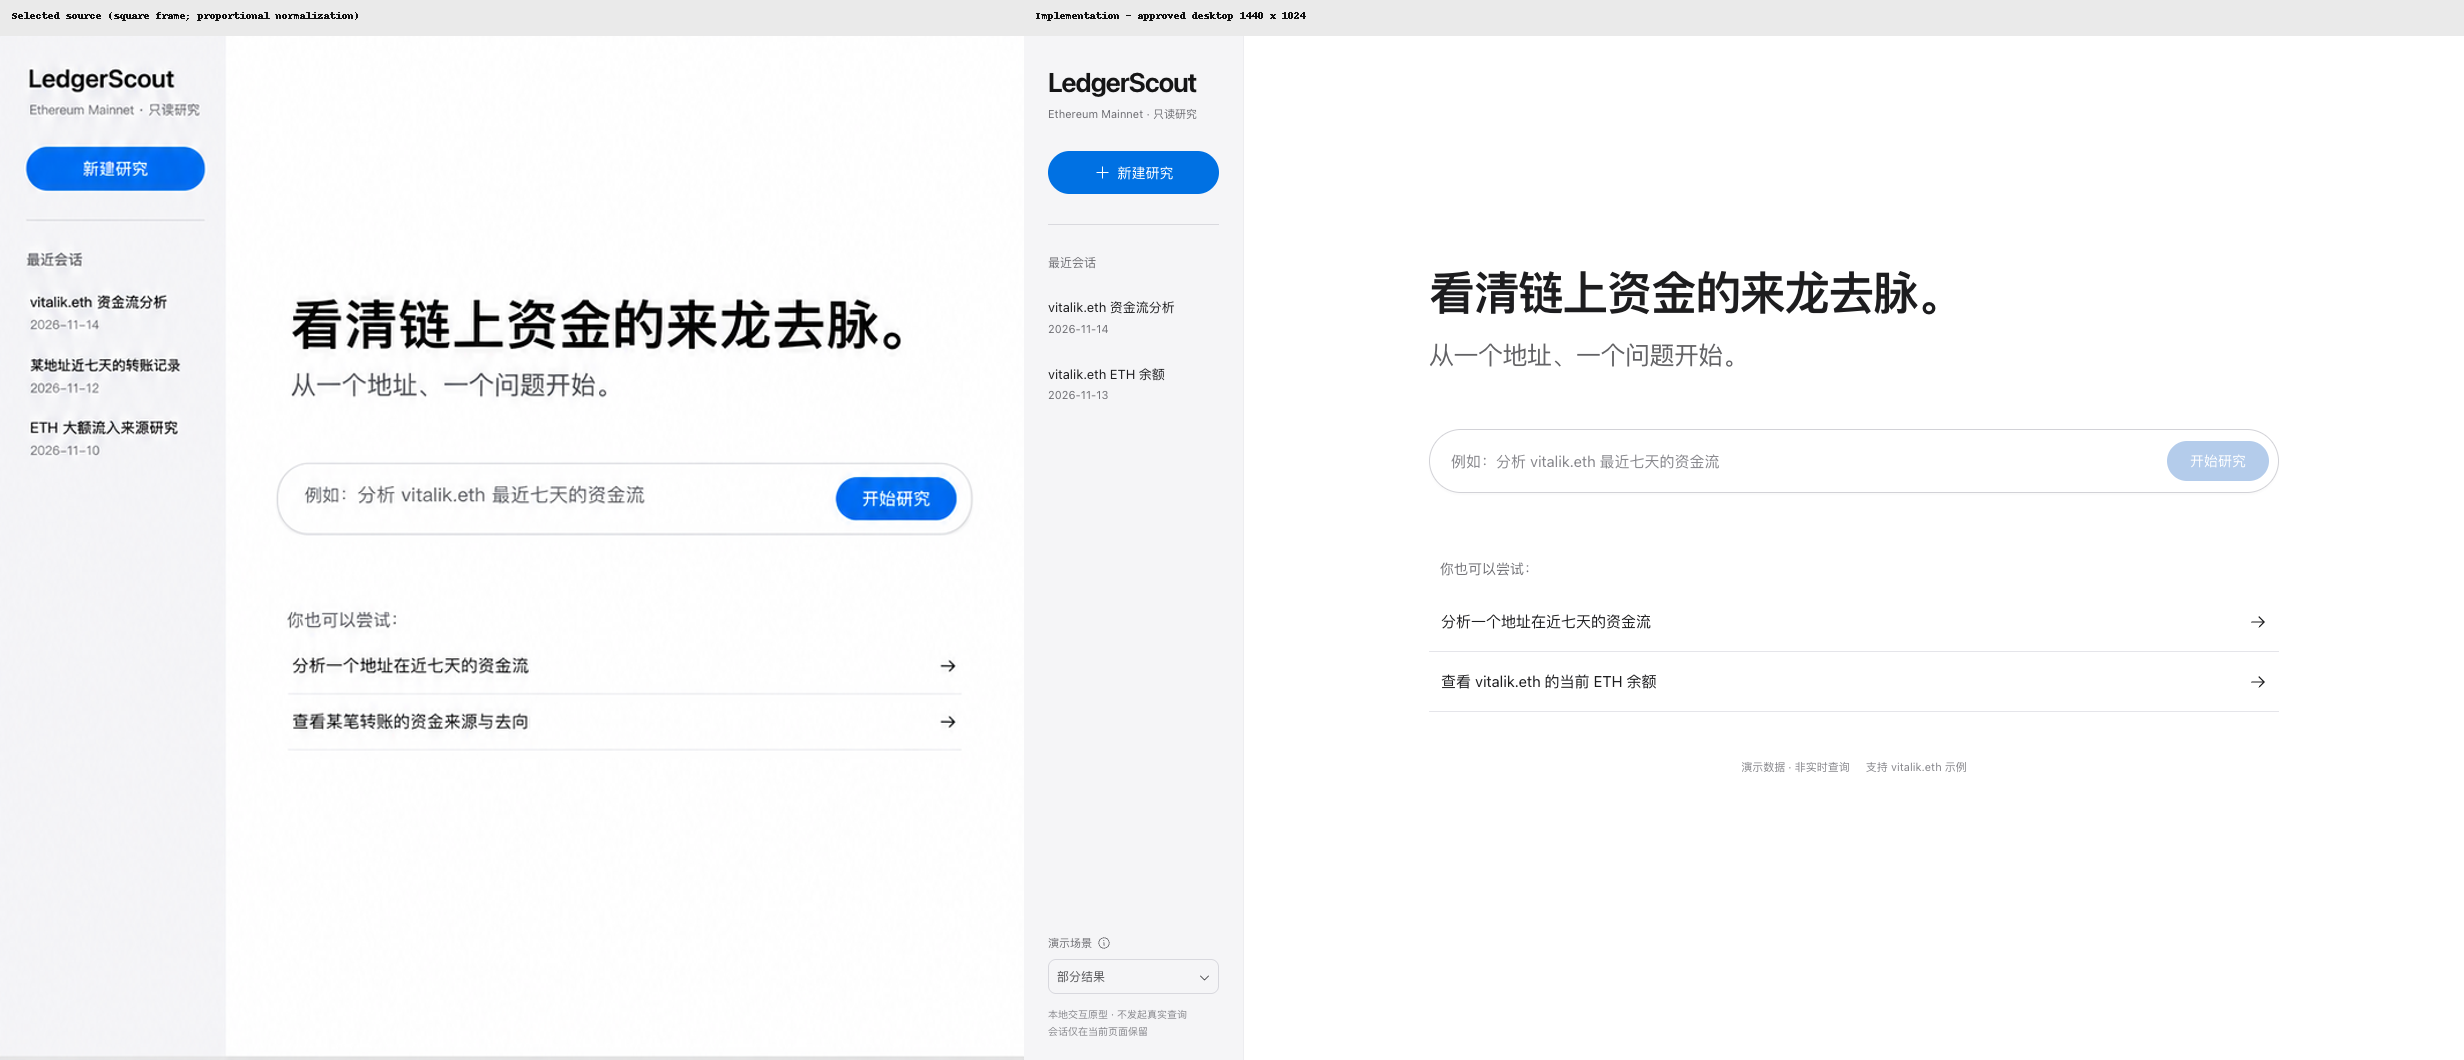 Selected source (square frame; proportional normalization)
LedgerScout
Ethereum Mainnet · 只读研究
新建研究
最近会话
vitalik.eth 资金流分析
2026-11-14
某地址近七天的转账记录
2026-11-12
ETH 大额流入来源研究
2026-11-10
看清链上资金的来龙去脉。
从一个地址、一个问题开始。
例如：分析 vitalik.eth 最近七天的资金流
开始研究
你也可以尝试：
分析一个地址在近七天的资金流
查看某笔转账的资金来源与去向
Implementation - approved desktop 1440 x 1024
LedgerScout
Ethereum Mainnet · 只读研究
新建研究
最近会话
vitalik.eth 资金流分析
2026-11-14
vitalik.eth ETH 余额
2026-11-13
演示场景
部分结果
本地交互原型 · 不发起真实查询
会话仅在当前页面保留
看清链上资金的来龙去脉。
从一个地址、一个问题开始。
例如：分析 vitalik.eth 最近七天的资金流
开始研究
你也可以尝试：
分析一个地址在近七天的资金流
查看 vitalik.eth 的当前 ETH 余额
演示数据 · 非实时查询 支持 vitalik.eth 示例